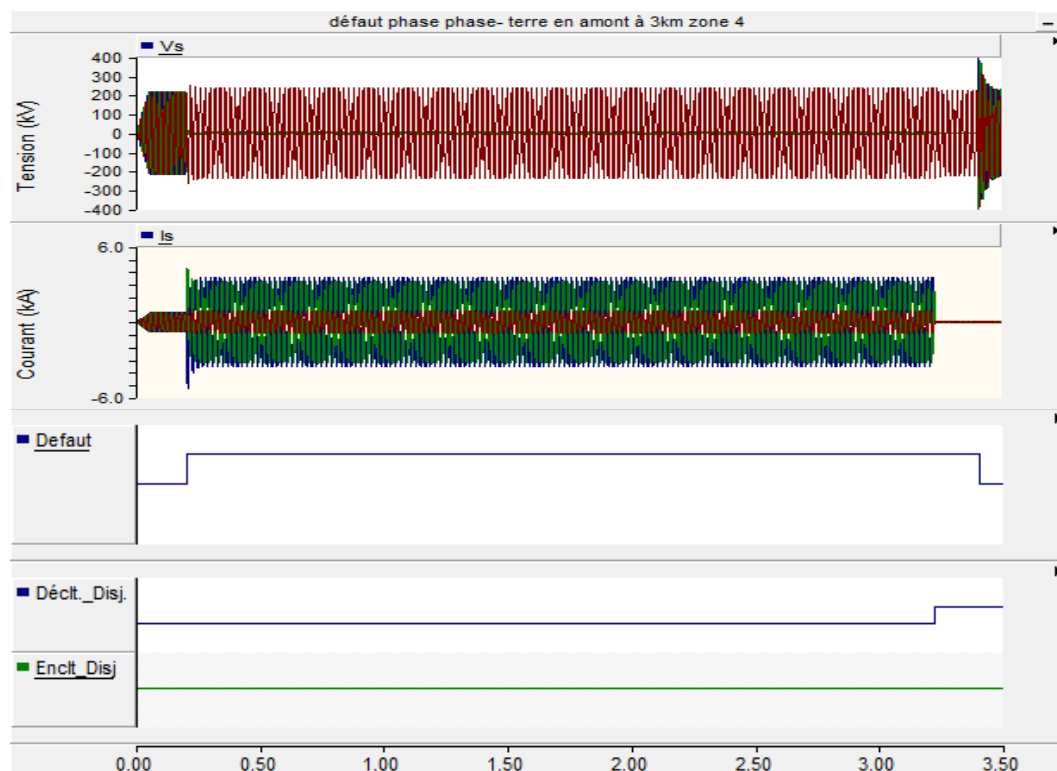 défaut phase phase- terre en amont à 3km zone 4
Vs
400
300
200
100
0
-100
-200
-300
-400
Tension (kV)
Is
6.0
-6.0
Courant (kA)
Defaut
Déclt._Disj.
Enclt_Disj
0.00 0.50 1.00 1.50 2.00 2.50 3.00 3.50